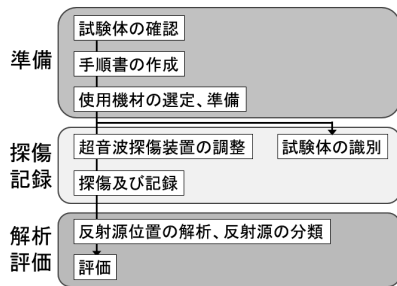 準備
試験体の確認
手順書の作成
使用機材の選定、準備
探傷
記録
超音波探傷装置の調整
試験体の識別
探傷及び記録
解析
評価
反射源位置の解析、反射源の分類
評価